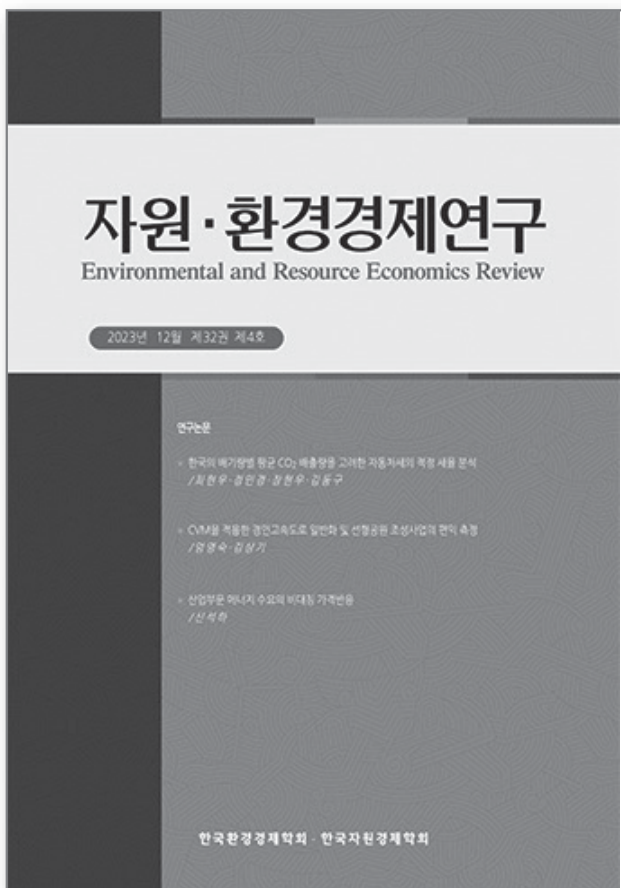 자원·환경경제연구
Environmental and Resource Economics Review
2023년 12월 제32권 제4호
연구논문
한국의 배기량별 평균 CO₂ 배출량을 고려한 자동차세의 적정 세율 분석
/최현우·정민경·장현우·김동구
CVM을 적용한 경인고속도로 일반화 및 선형공원 조성사업의 편익 측정
/엄영숙·김상기
산업부문 에너지 수요의 비대칭 가격반응
/신석하
한국환경경제학회·한국자원경제학회